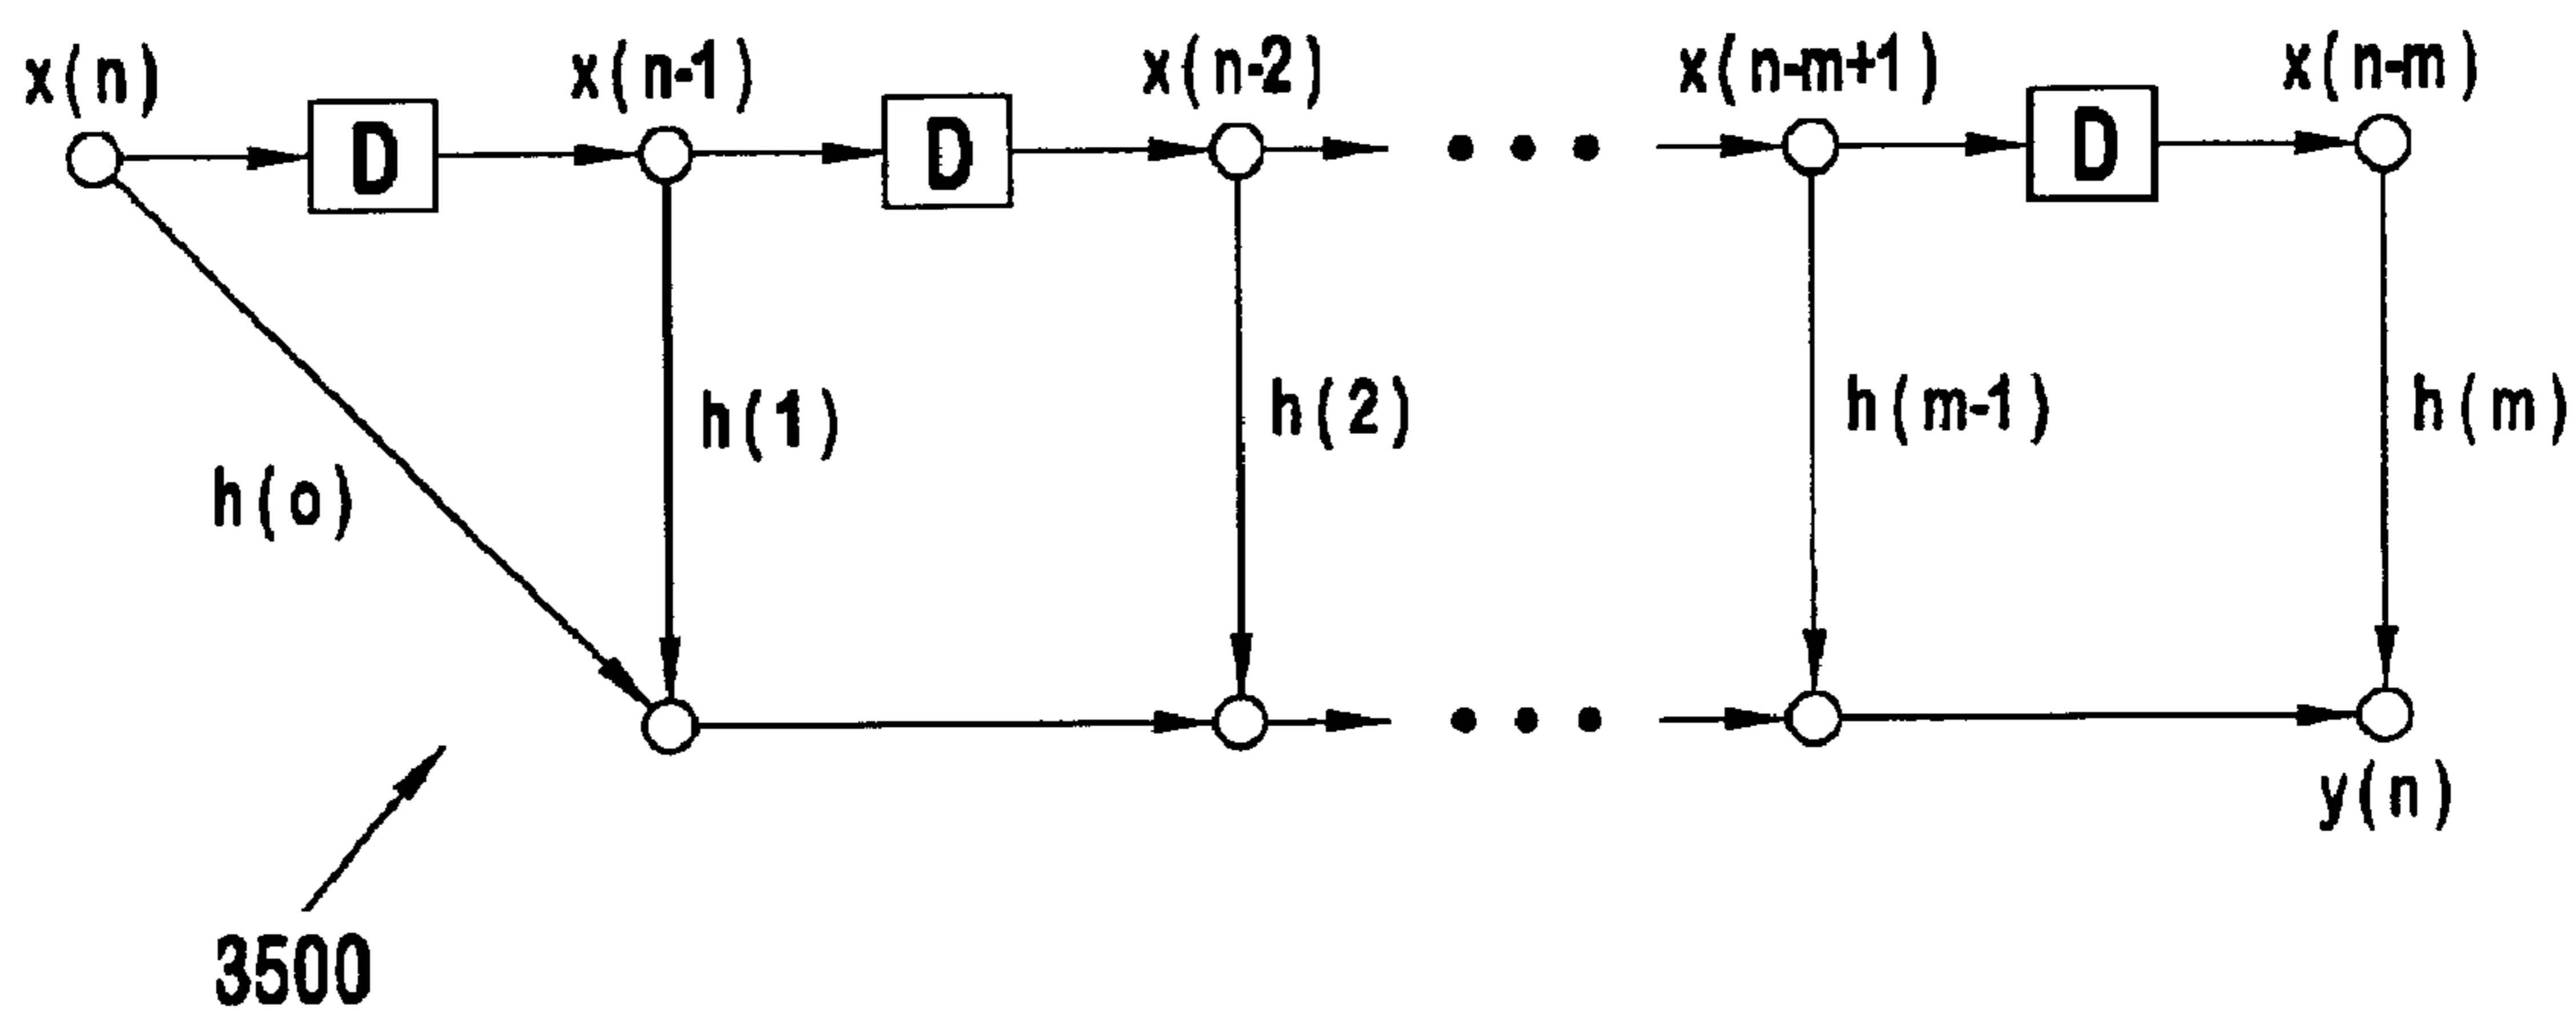 x(n) x(n-1) x(n-2) x(n-m+1) x(n-m)
D D D
h(o) h(1) h(2) h(m-1) h(m)
y(n)
3500